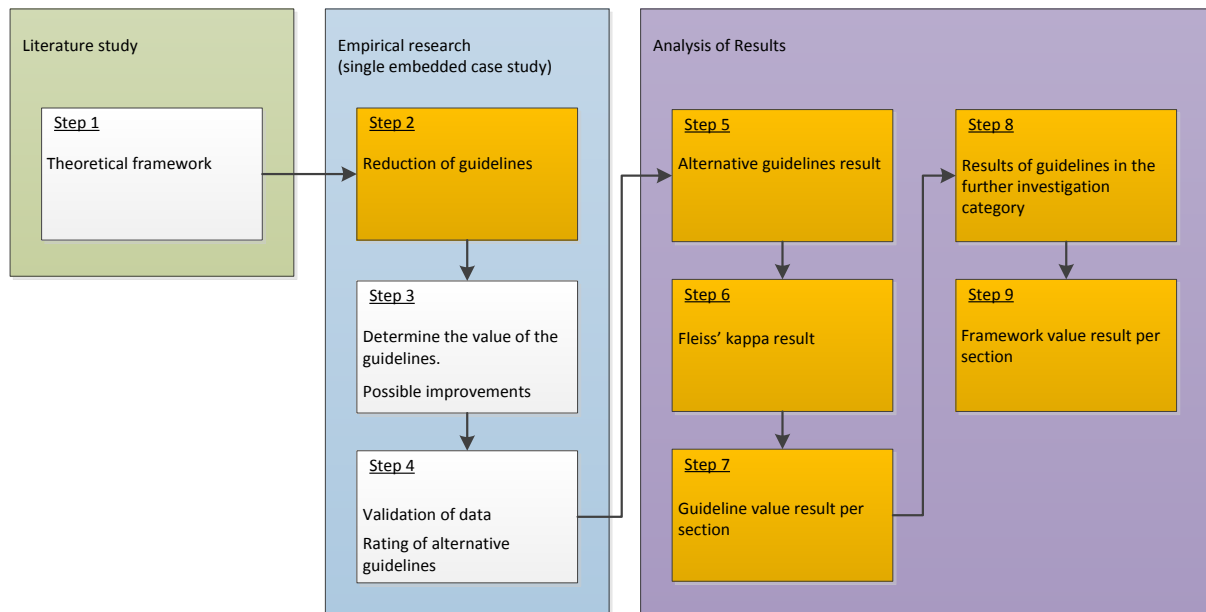 Literature study
Step 1
Theoretical framework
Empirical research
(single embedded case study)
Step 2
Reduction of guidelines
Step 3
Determine the value of the
guidelines.
Possible improvements
Step 4
Validation of data
Rating of alternative
guidelines
Analysis of Results
Step 5
Alternative guidelines result
Step 6
Fleiss’ kappa result
Step 7
Guideline value result per
section
Step 8
Results of guidelines in the
further investigation
category
Step 9
Framework value result per
section